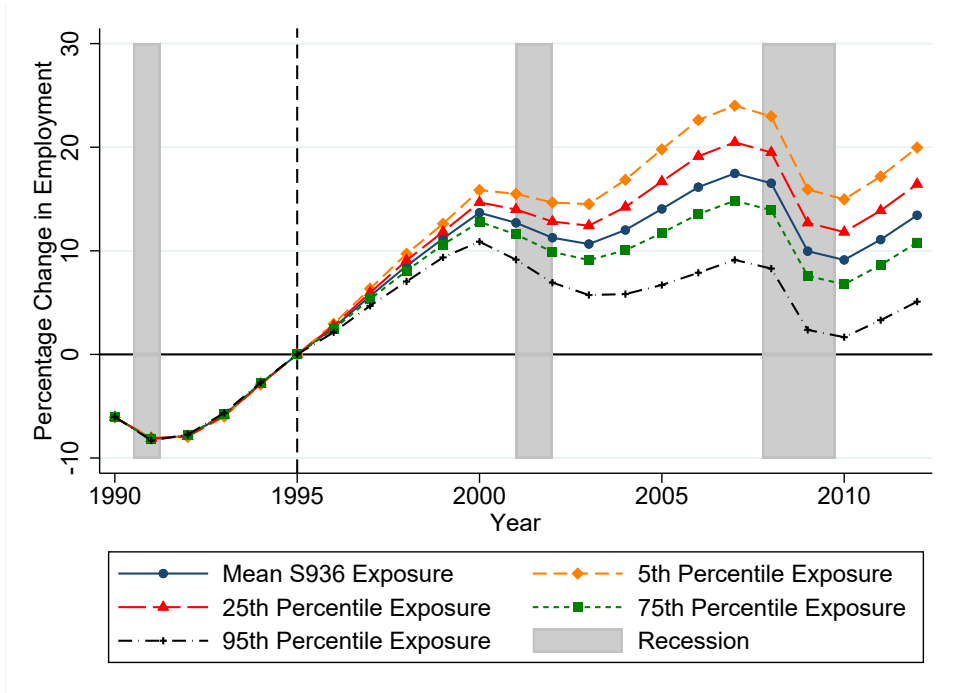 Percentage Change in Employment
30
20
10
0
-10
1990 1995 2000 2005 2010
Year
Mean S936 Exposure 5th Percentile Exposure
25th Percentile Exposure 75th Percentile Exposure
95th Percentile Exposure Recession